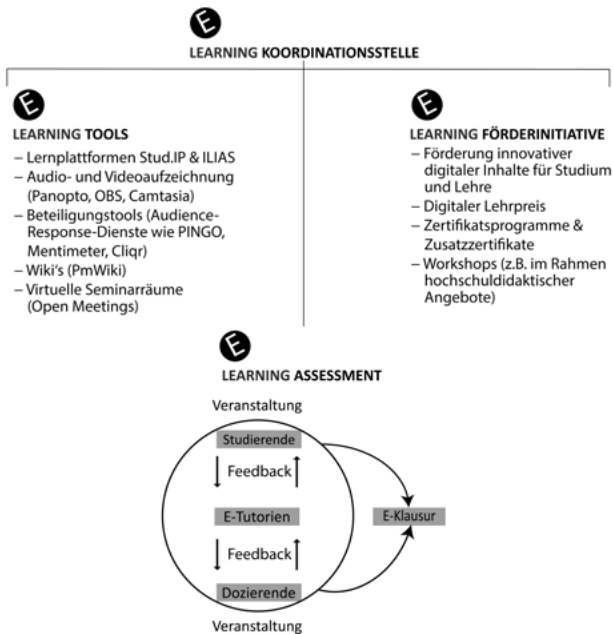 E
LEARNING KOORDINATIONSSTELLE
E
LEARNING TOOLS
– Lernplattformen Stud.IP & ILIAS
– Audio- und Videoaufzeichnung
(Panopto, OBS, Camtasia)
– Beteiligungstools (Audience-
Response-Dienste wie PINGO,
Mentimeter, Cliqr)
– Wiki's (PmWiki)
– Virtuelle Seminarräume
(Open Meetings)
E
LEARNING FÖRDERINITIATIVE
– Förderung innovativer
digitaler Inhalte für Studium
und Lehre
– Digitaler Lehrpreis
– Zertifikatsprogramme &
Zusatzzertifikate
– Workshops (z.B. im Rahmen
hochschuldidaktischer
Angebote)
E
LEARNING ASSESSMENT
Veranstaltung
Studierende
Feedback
E-Tutorien
E-Klausur
Feedback
Dozierende
Veranstaltung